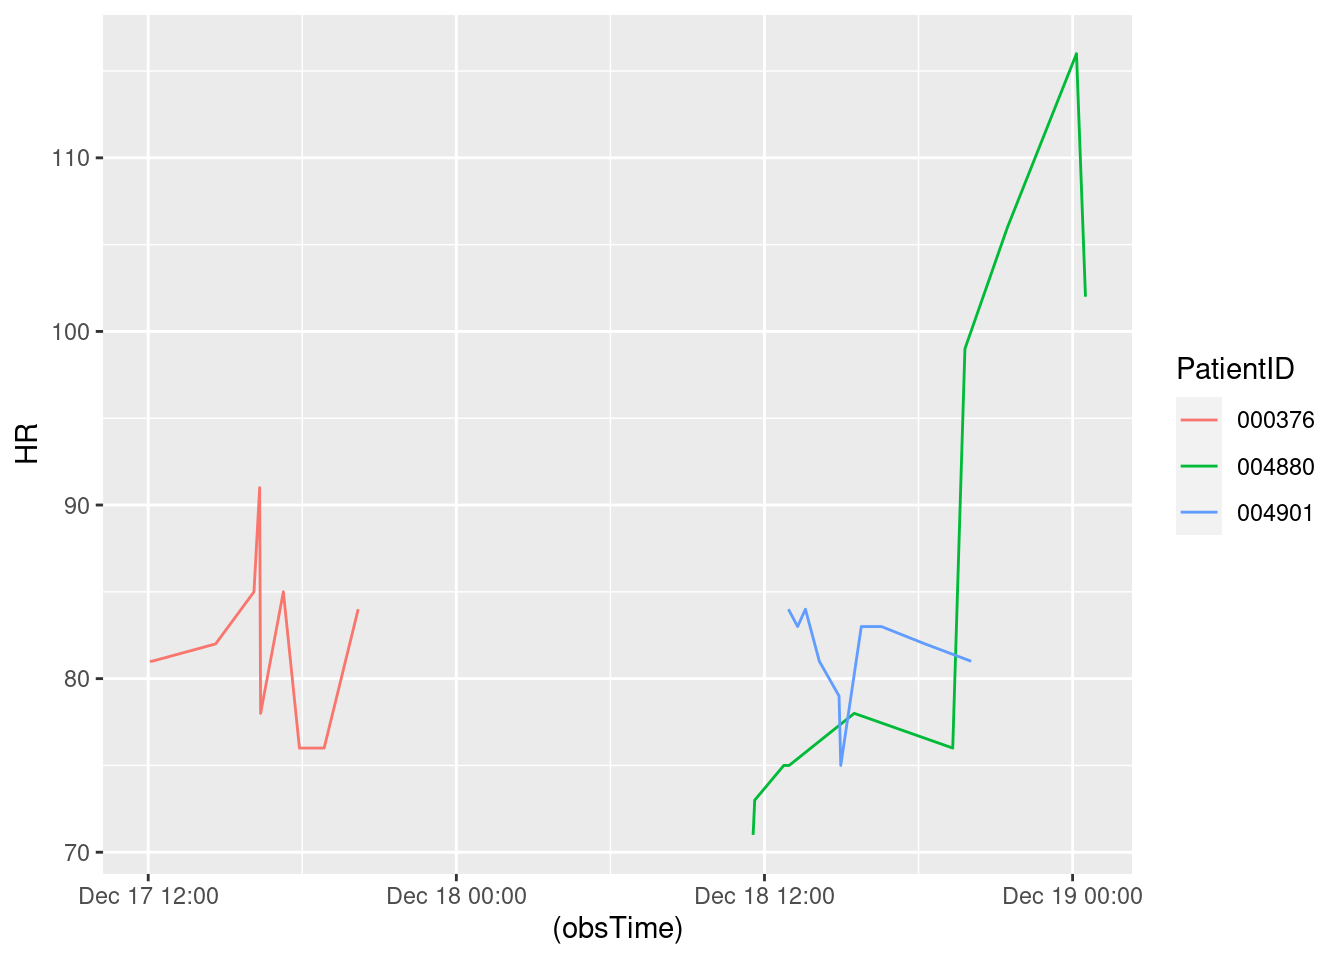 HR
110
100
90
80
70
Dec 17 12:00
Dec 18 00:00
Dec 18 12:00
Dec 19 00:00
(obsTime)
PatientID
000376
004880
004901